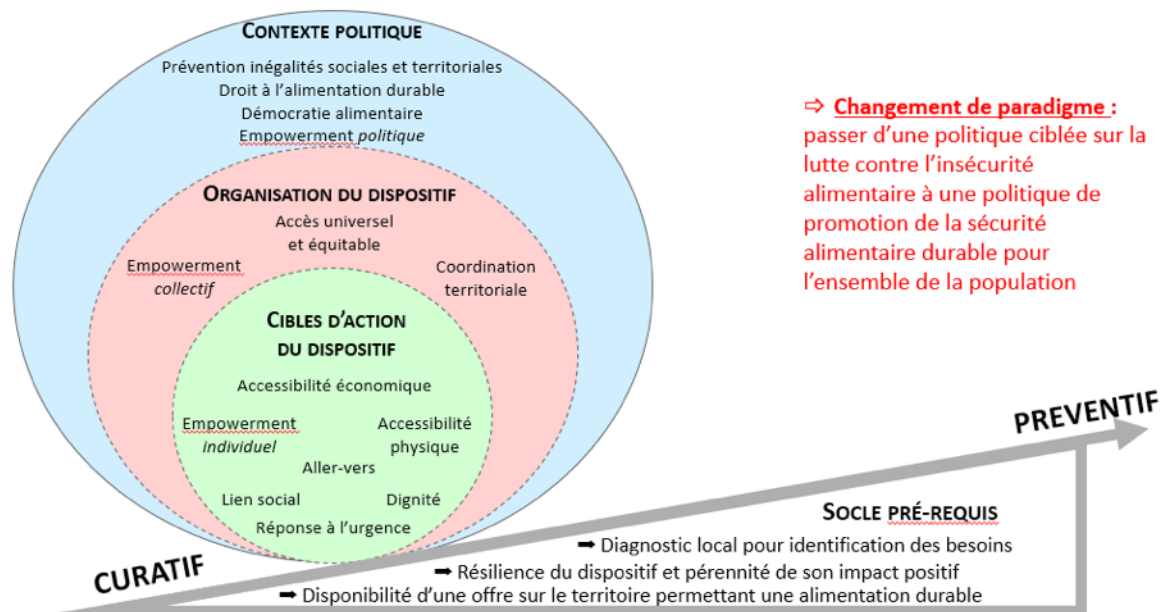 CONTEXTE POLITIQUE
Prévention inégalités sociales et territoriales
Droit à l'alimentation durable
Démocratie alimentaire
Empowerment politique
ORGANISATION DU DISPOSITIF
Accès universel
et équitable
Empowerment
collectif
Coordination
territoriale
CIBLES D'ACTION
DU DISPOSITIF
Accessibilité économique
Empowerment
individuel
Accessibilité
physique
Aller-vers
Lien social
Dignité
Réponse à l'urgence
⇨ Changement de paradigme :
passer d'une politique ciblée sur la
lutte contre l'insécurité
alimentaire à une politique de
promotion de la sécurité
alimentaire durable pour
l'ensemble de la population
CURATIF
PREVENTIF
SOCLE PRÉ-REQUIS
➡ Diagnostic local pour identification des besoins
➡ Résilience du dispositif et pérennité de son impact positif
➡ Disponibilité d'une offre sur le territoire permettant une alimentation durable